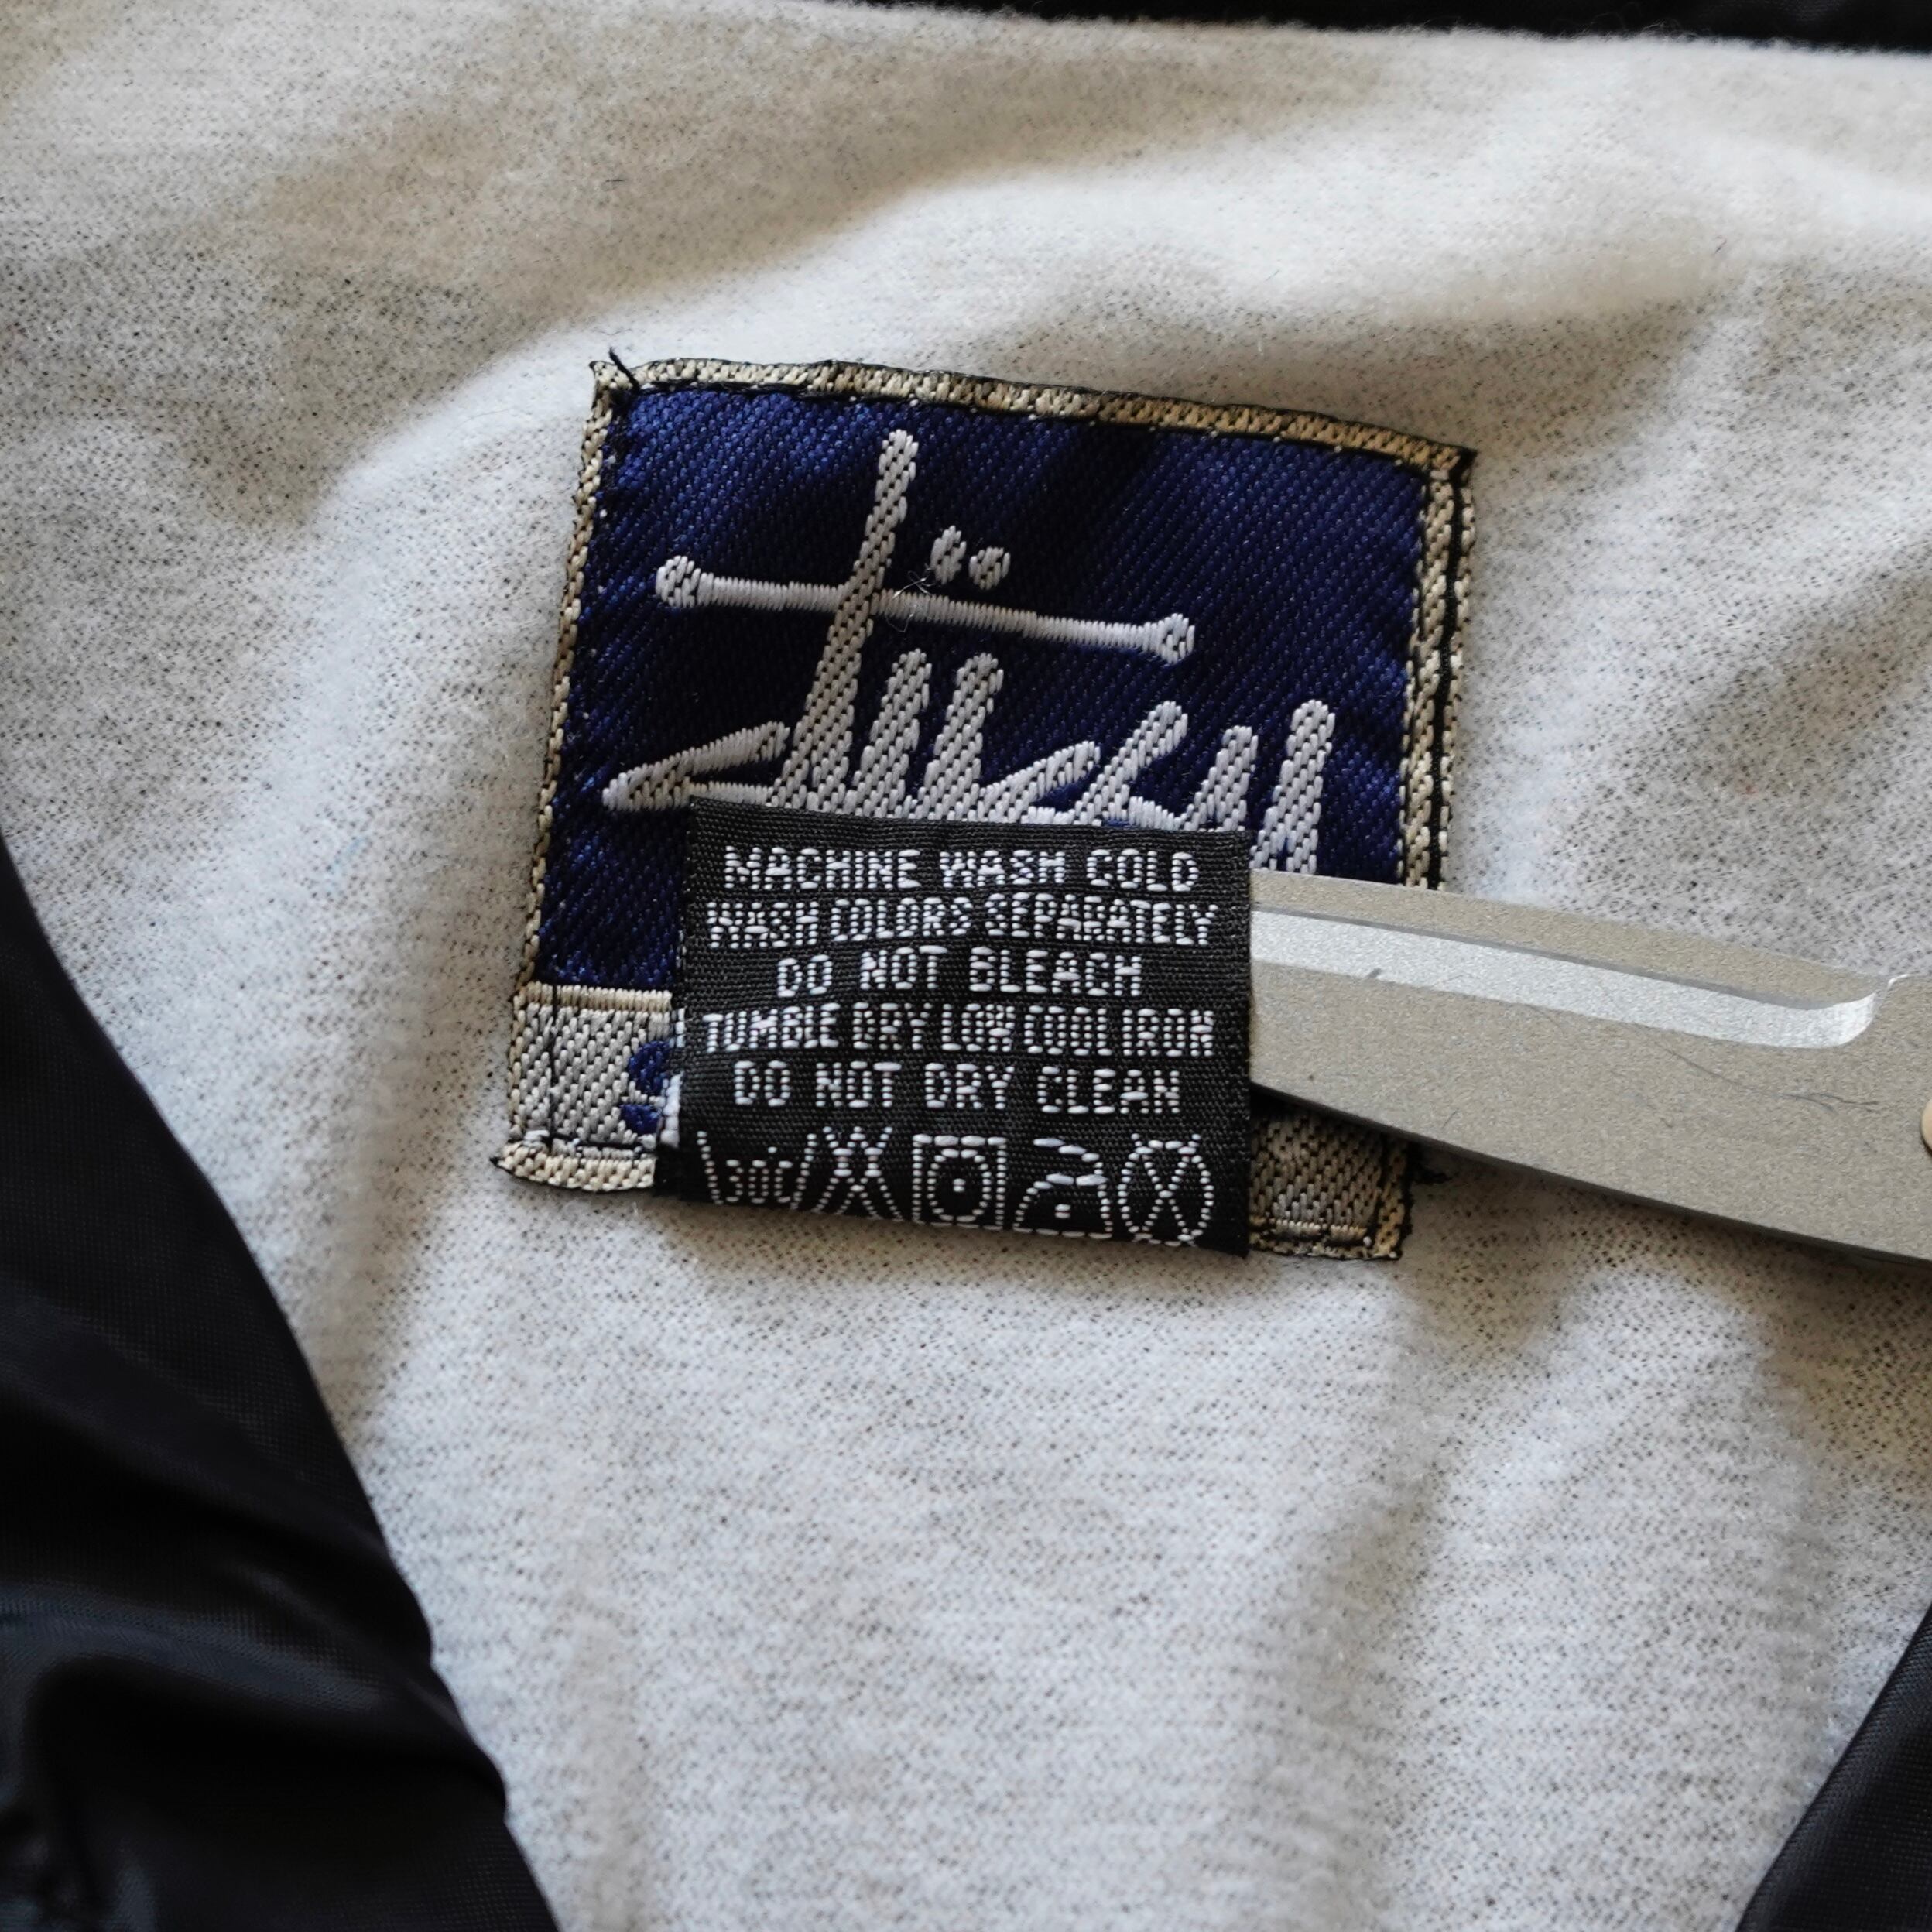 Stüssy
MACHINE WASH COLD
WASH COLORS SEPARATELY
DO NOT BLEACH
TUMBLE DRY LOW COOL IRON
DO NOT DRY CLEAN
30°C